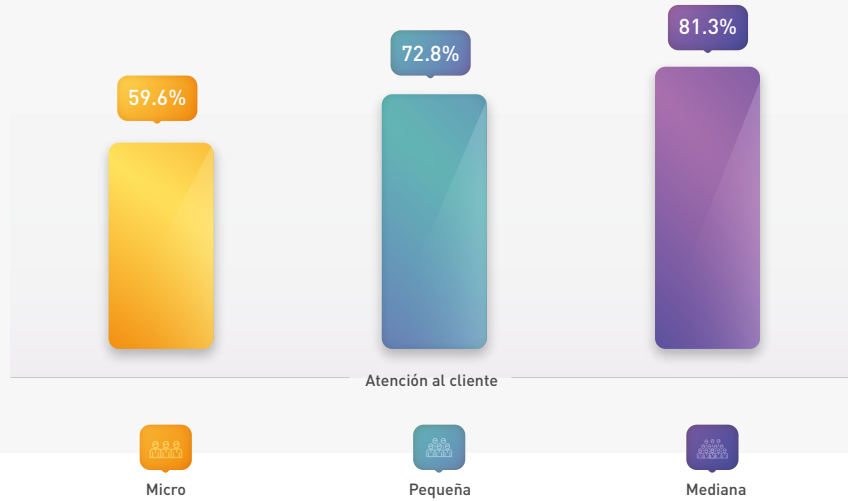 59.6%
72.8%
81.3%
Atención al cliente
Micro
Pequeña
Mediana